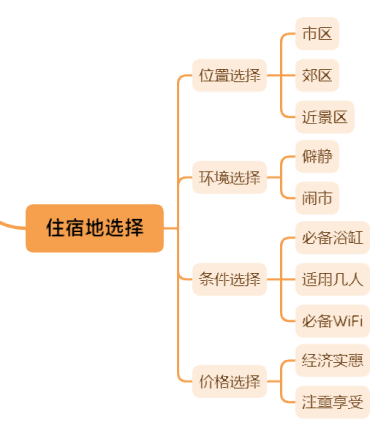 住宿地选择
位置选择
市区
郊区
近景区
环境选择
僻静
闹市
条件选择
必备浴缸
适用几人
必备WiFi
价格选择
经济实惠
注重享受